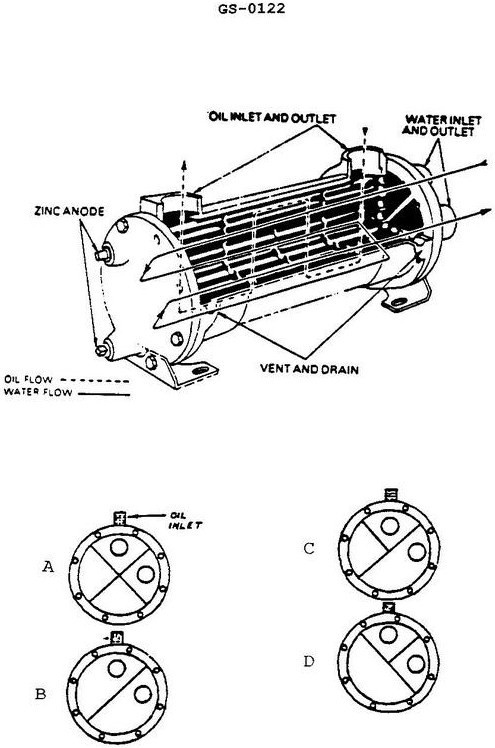 GS-0122
OIL INLET AND OUTLET
WATER INLET
AND OUTLET
ZINC ANODE
VENT AND DRAIN
OIL FLOW
WATER FLOW
OIL
INLET
A
C
B
D